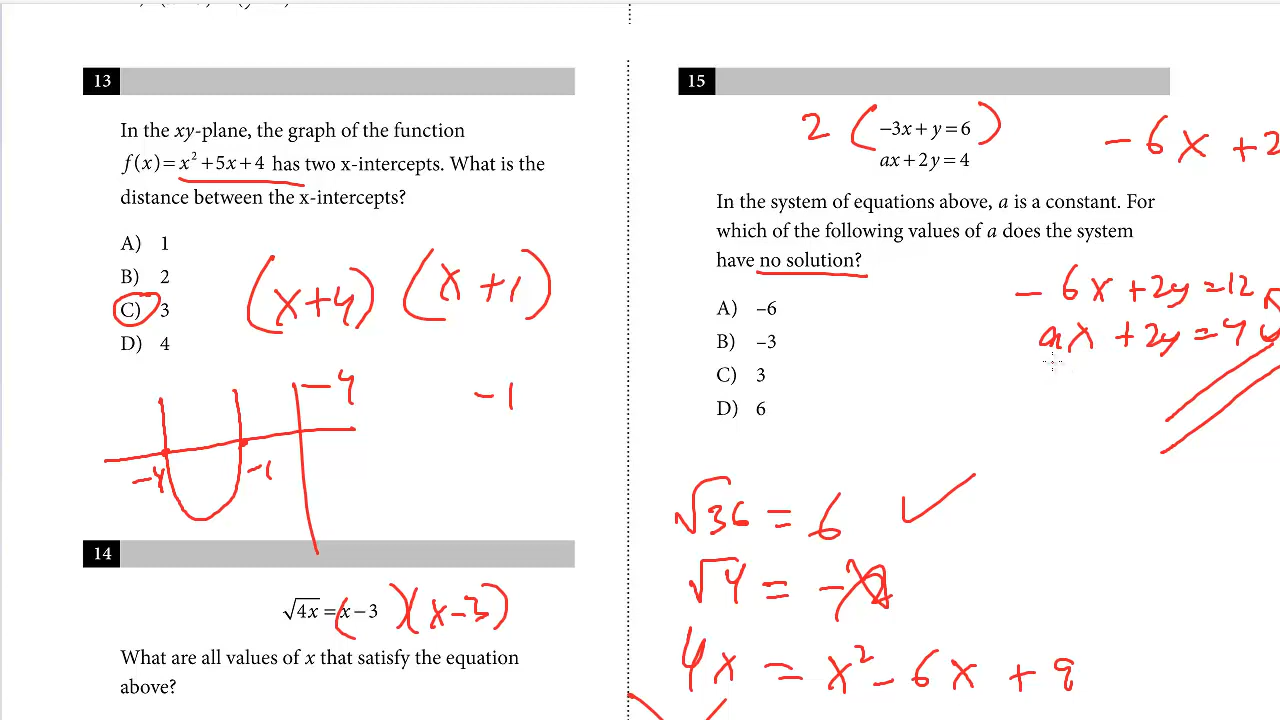 13
In the xy-plane, the graph of the function
f(x) = x² + 5x + 4 has two x-intercepts. What is the
distance between the x-intercepts?
A) 1
B) 2
C) 3
D) 4
(x+4) (x+1)
-4 -1
-4 -1
14
√4x = x − 3
( )(x-3)
What are all values of x that satisfy the equation
above?
15
2 ( −3x + y = 6 )
ax + 2y = 4
-6x +2
In the system of equations above, a is a constant. For
which of the following values of a does the system
have no solution?
A) –6
B) –3
C) 3
D) 6
-6x +2y =12
ax +2y =4
√36 = 6
√4 = -
4x = x² - 6x + 9